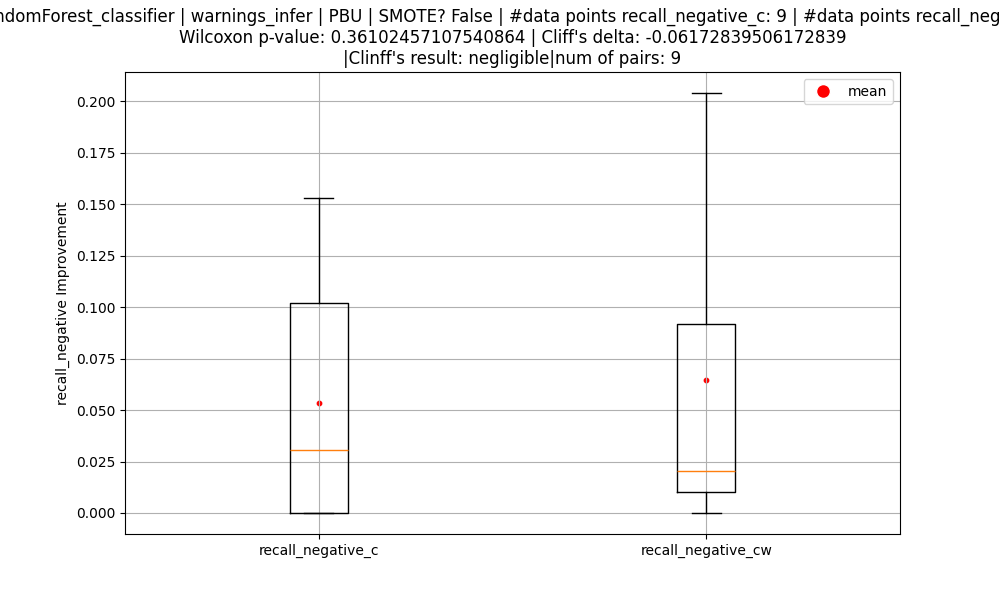 ndomForest_classifier | warnings_infer | PBU | SMOTE? False | #data points recall_negative_c: 9 | #data points recall_neg
Wilcoxon p-value: 0.36102457107540864 | Cliff's delta: -0.06172839506172839
|Clinff's result: negligible|num of pairs: 9
mean
0.200
0.175
0.150
0.125
0.100
0.075
0.050
0.025
0.000
recall_negative Improvement
recall_negative_c
recall_negative_cw